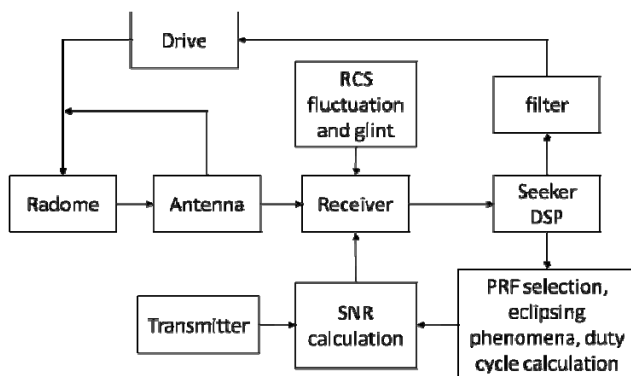 Drive
RCS
fluctuation
and glint
filter
Radome
Antenna
Receiver
Seeker
DSP
Transmitter
SNR
calculation
PRF selection,
eclipsing
phenomena, duty
cycle calculation